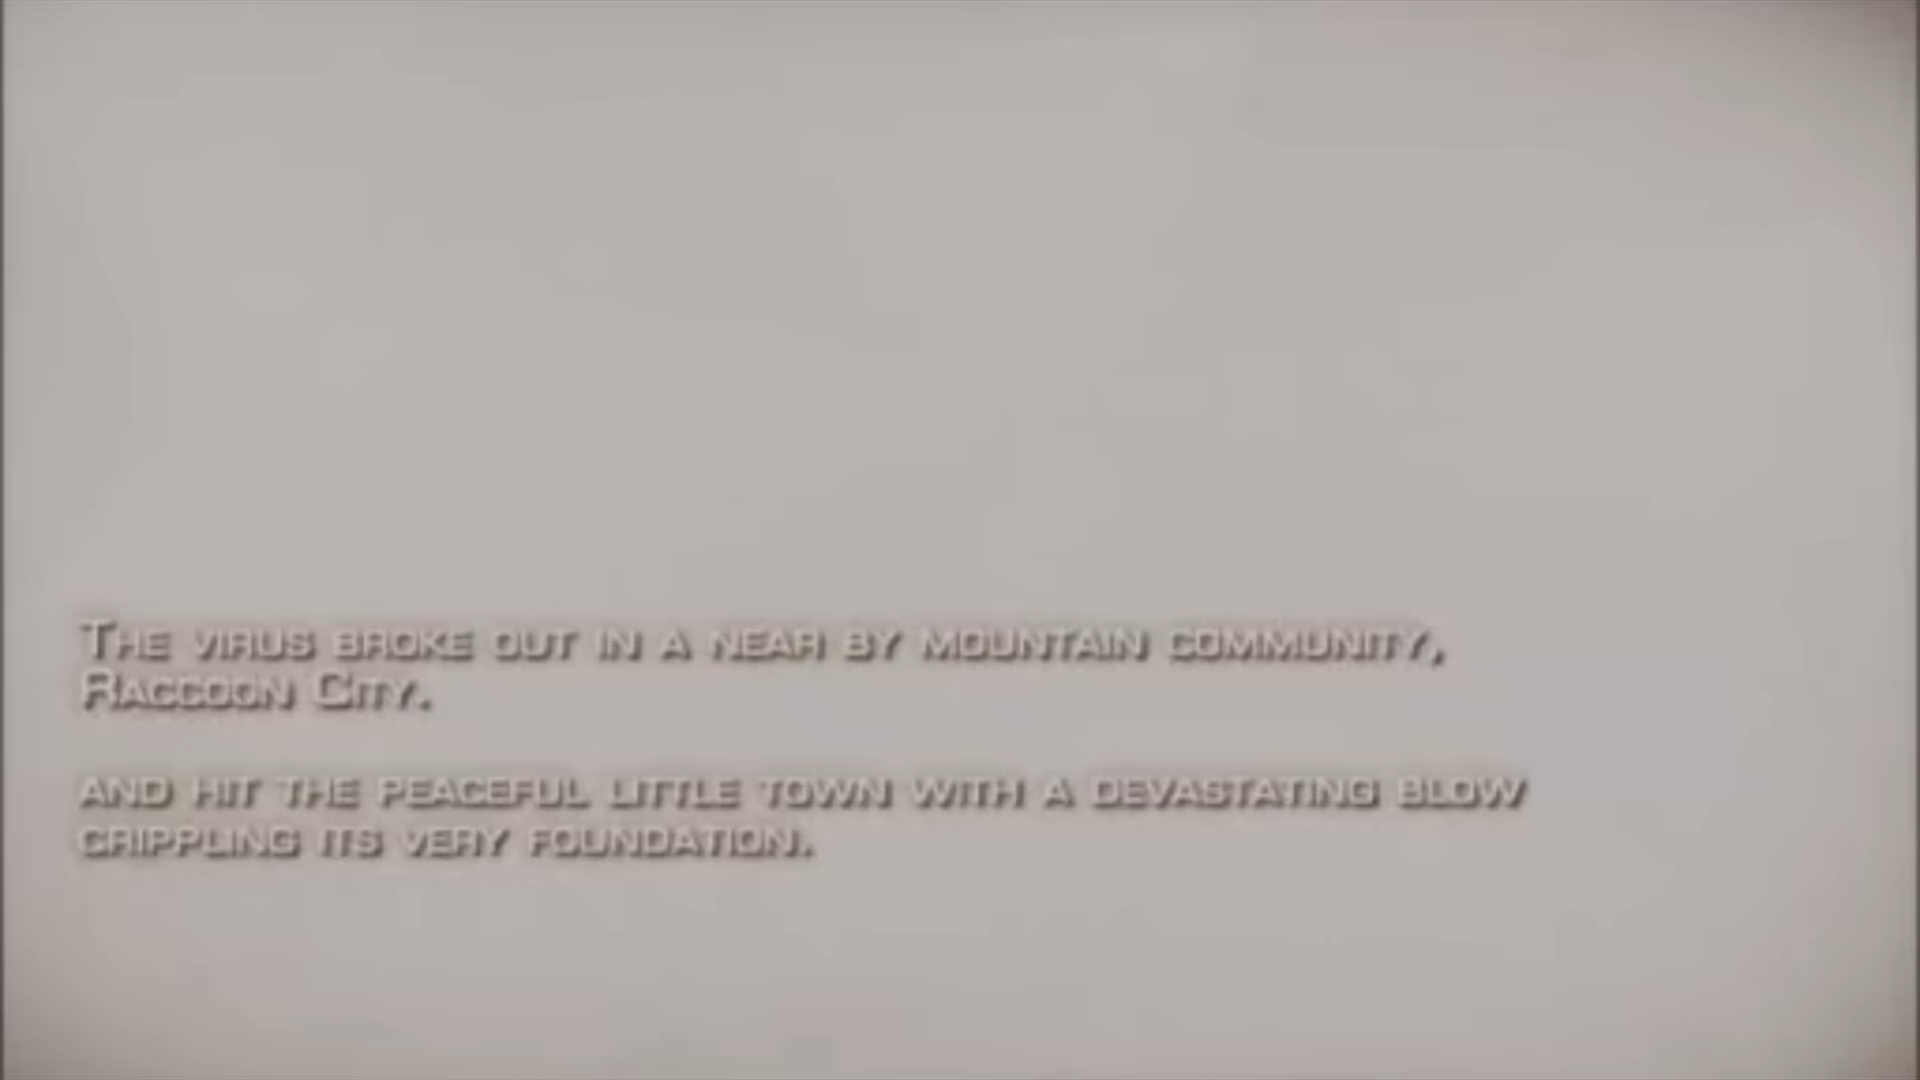 The virus broke out in a near by mountain community,
Raccoon City.
and hit the peaceful little town with a devastating blow
crippling its very foundation.